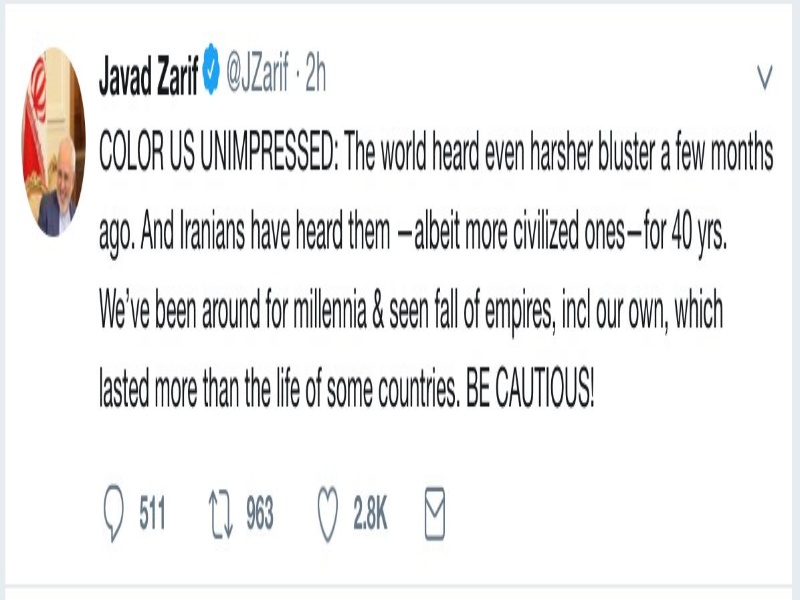 Javad Zarif @JZarif · 2h
COLOR US UNIMPRESSED: The world heard even harsher bluster a few months
ago. And Iranians have heard them —albeit more civilized ones—for 40 yrs.
We've been around for millennia & seen fall of empires, incl our own, which
lasted more than the life of some countries. BE CAUTIOUS!
511 963 2.8K